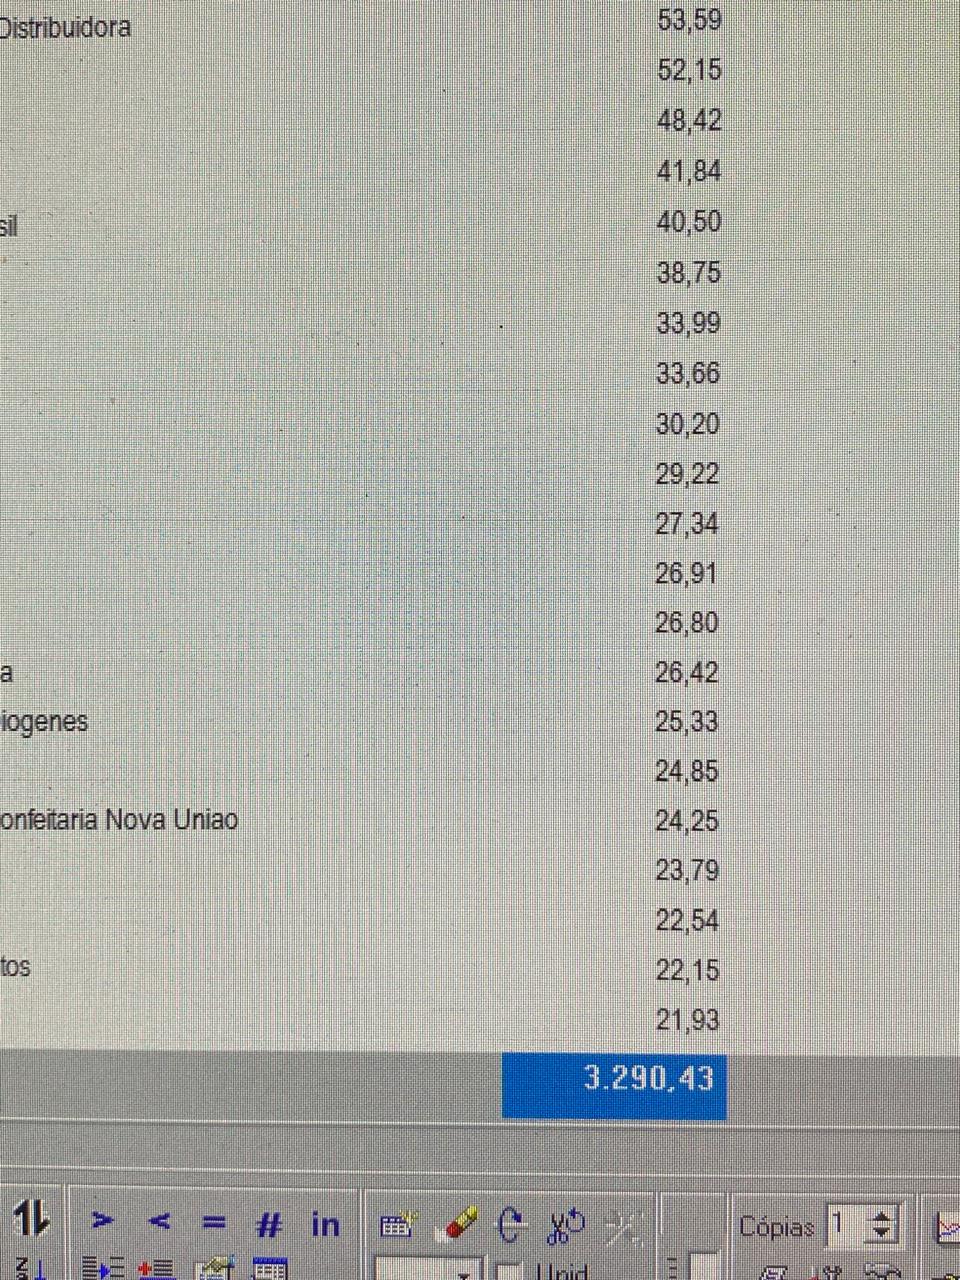 Distribuidora 53,59
52,15
48,42
41,84
sil 40,50
38,75
33,99
33,66
30,20
29,22
27,34
26,91
26,80
a 26,42
iogenes 25,33
24,85
onfeitaria Nova Uniao 24,25
23,79
22,54
tos 22,15
21,93
3.290,43
> < = # in Cópias 1